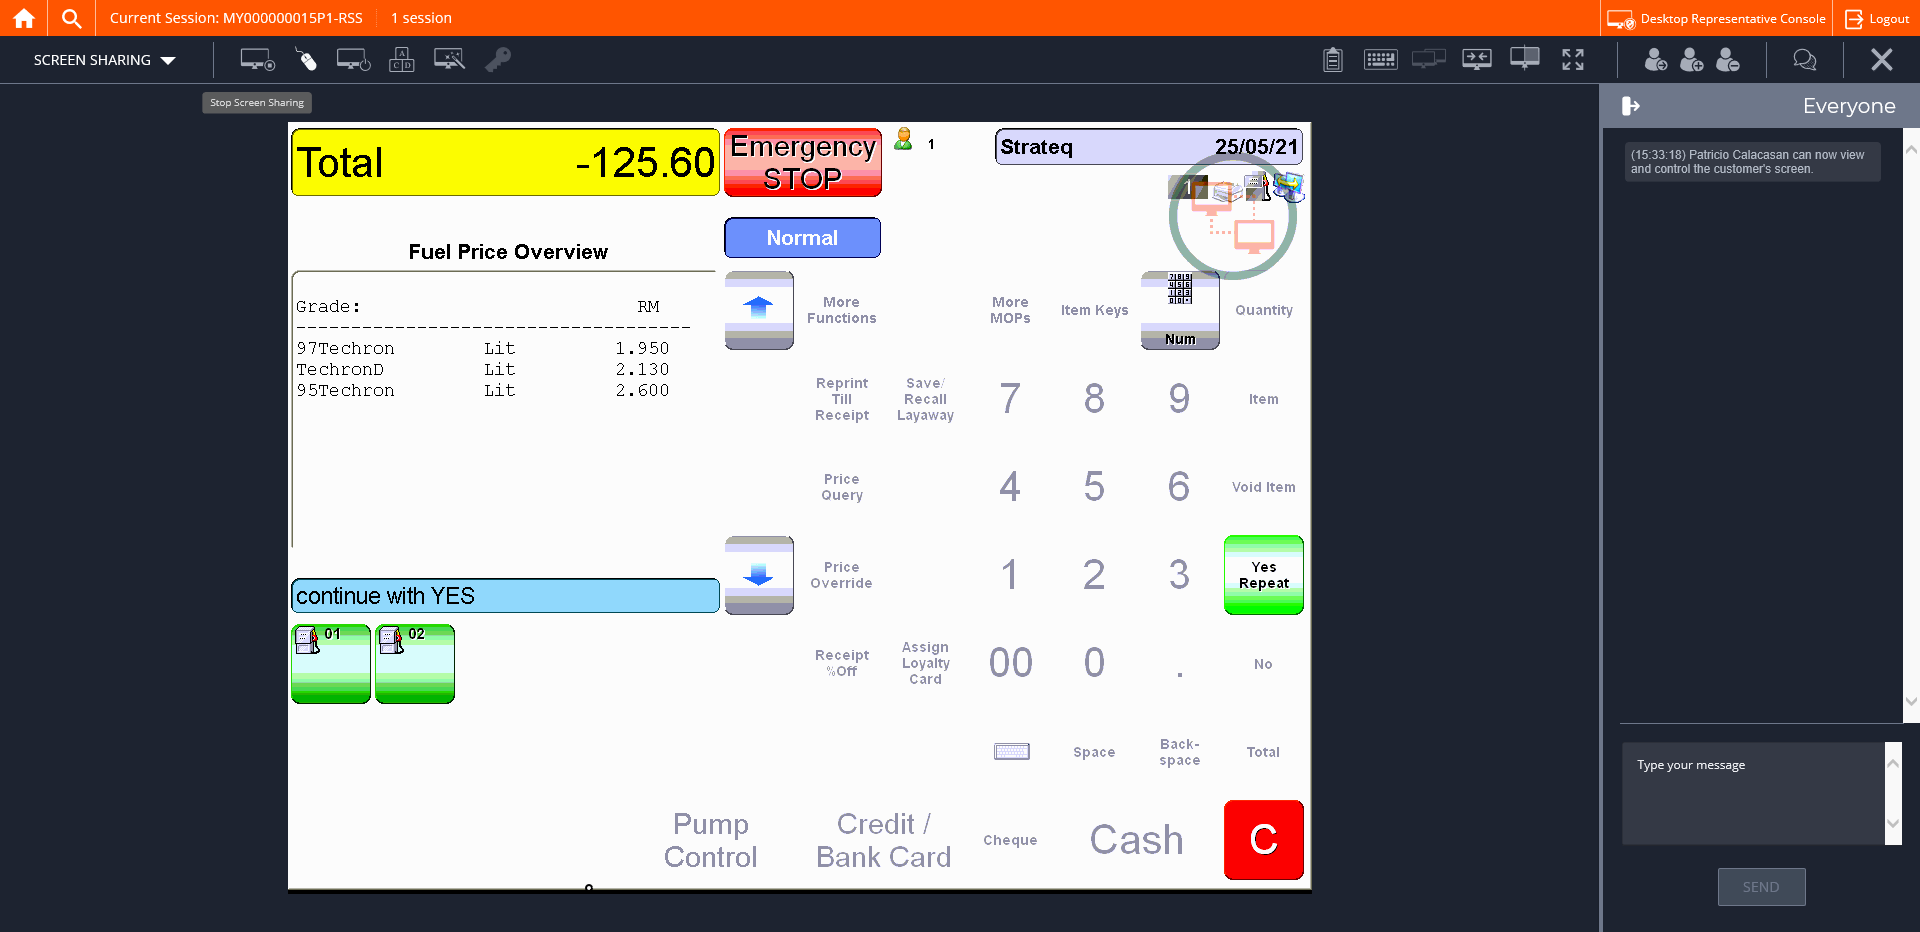 Current Session: MY000000015P1-RSS
1 session
Desktop Representative Console
Logout
SCREEN SHARING
Stop Screen Sharing
Everyone
(15:33:18) Patricio Calacasan can now view
and control the customer's screen.
Total -125.60
Emergency
STOP
1
Strateq 25/05/21
1
Normal
Fuel Price Overview
Grade: RM
------------------------------------
97Techron Lit 1.950
TechronD Lit 2.130
95Techron Lit 2.600
More
Functions
More
MOPs
Item Keys
Num
Quantity
Reprint
Till
Receipt
Save/
Recall
Layaway
7
8
9
Item
Price
Query
4
5
6
Void Item
Price
Override
1
2
3
Yes
Repeat
continue with YES
01
02
Receipt
%Off
Assign
Loyalty
Card
00
0
.
No
Space
Back-
space
Total
Pump
Control
Credit /
Bank Card
Cheque
Cash
C
Type your message
SEND